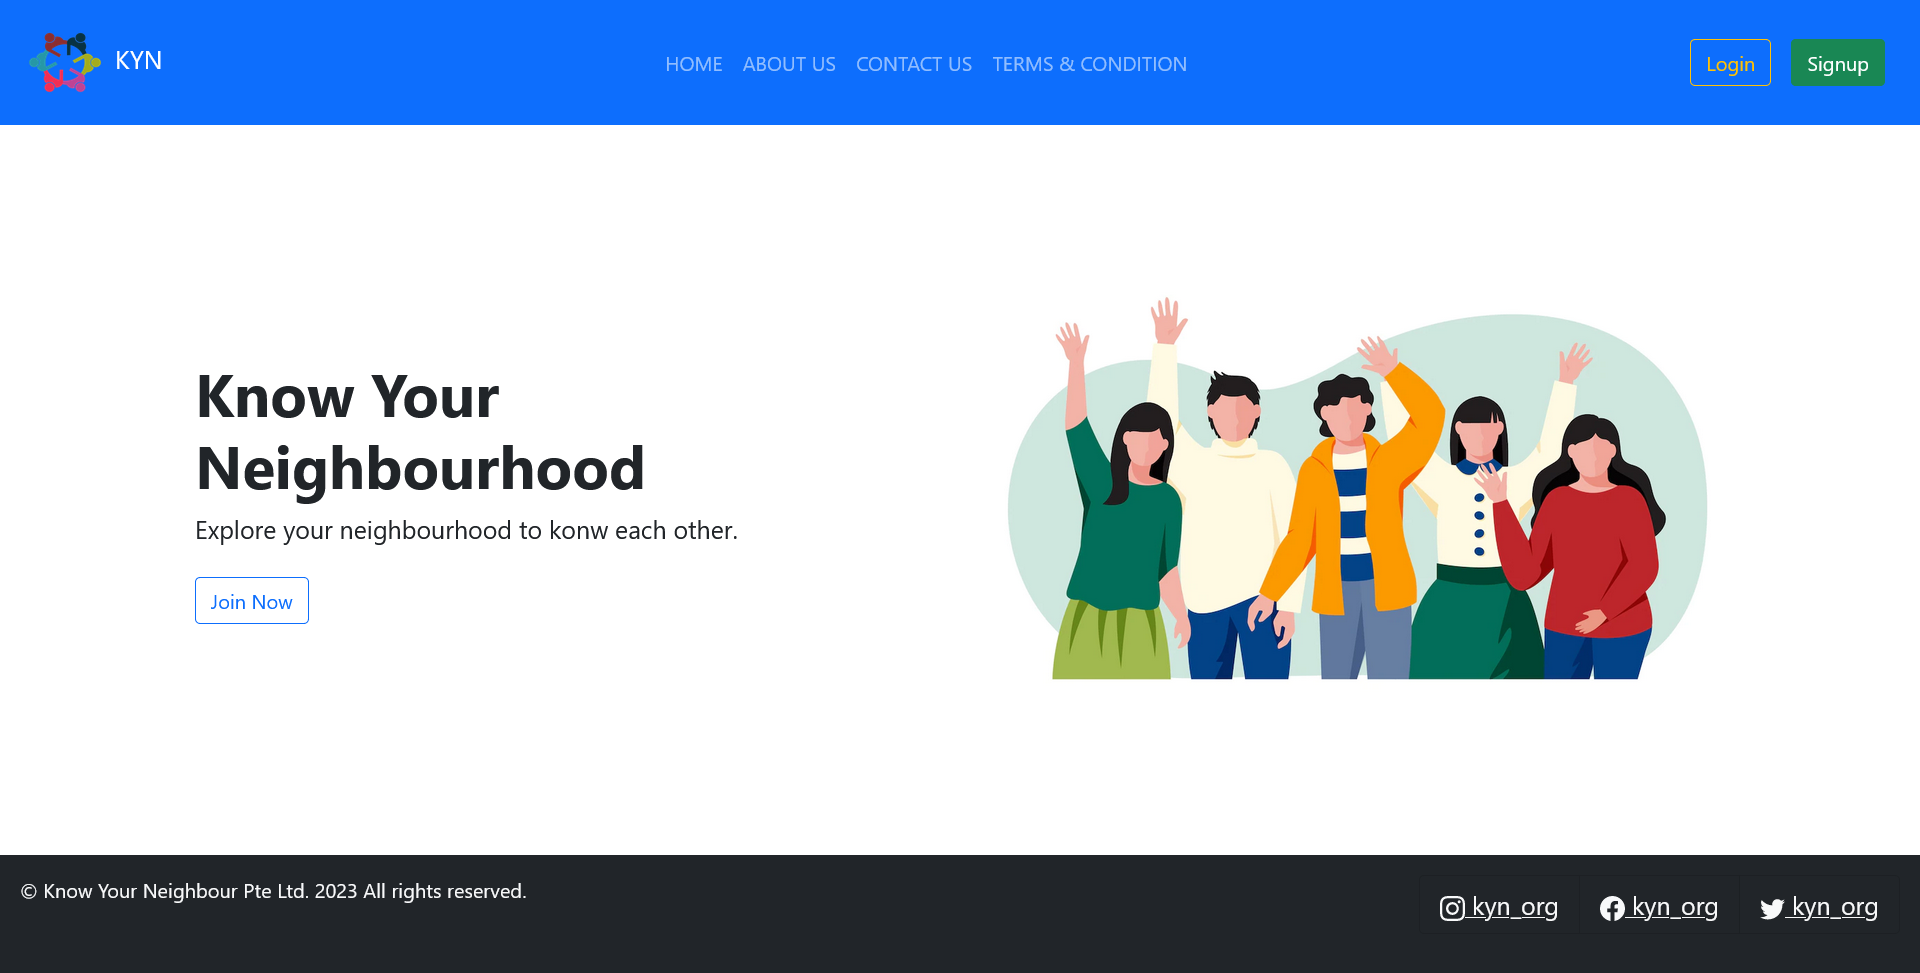 KYN
HOME ABOUT US CONTACT US TERMS & CONDITION
Login Signup
Know Your
Neighbourhood
Explore your neighbourhood to konw each other.
Join Now
© Know Your Neighbour Pte Ltd. 2023 All rights reserved.
kyn_org kyn_org kyn_org